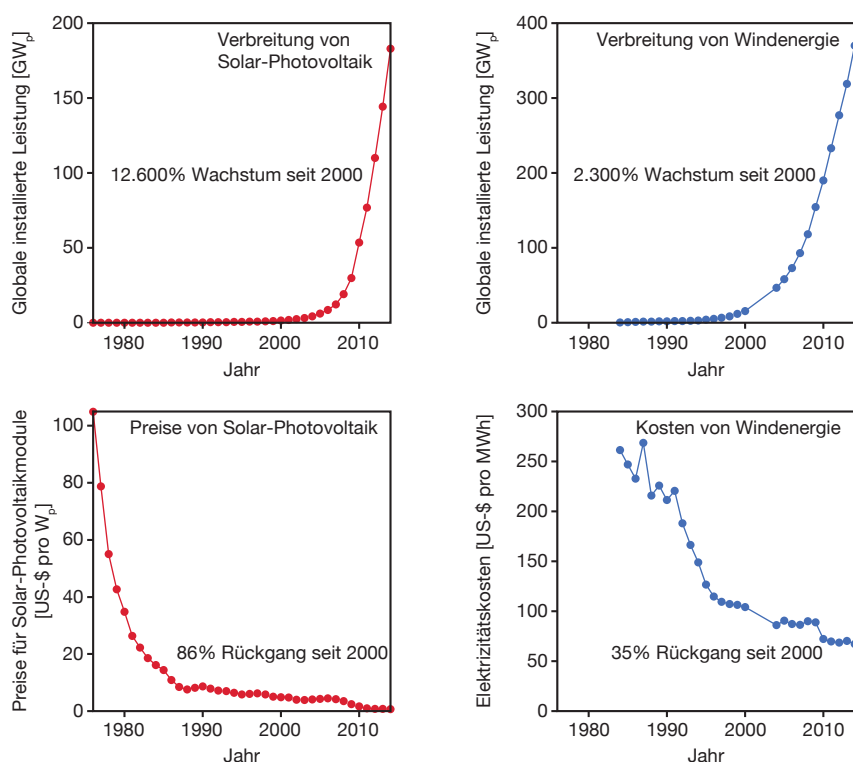 Globale installierte Leistung [GWp]
200
150
100
50
0
Verbreitung von
Solar-Photovoltaik
12.600% Wachstum seit 2000
1980 1990 2000 2010
Jahr
Globale installierte Leistung [GWp]
400
300
200
100
0
Verbreitung von Windenergie
2.300% Wachstum seit 2000
1980 1990 2000 2010
Jahr
Preise für Solar-Photovoltaikmodule
[US-$ pro Wp]
100
80
60
40
20
0
Preise von Solar-Photovoltaik
86% Rückgang seit 2000
1980 1990 2000 2010
Jahr
Elektrizitätskosten [US-$ pro MWh]
300
250
200
150
100
50
0
Kosten von Windenergie
35% Rückgang seit 2000
1980 1990 2000 2010
Jahr